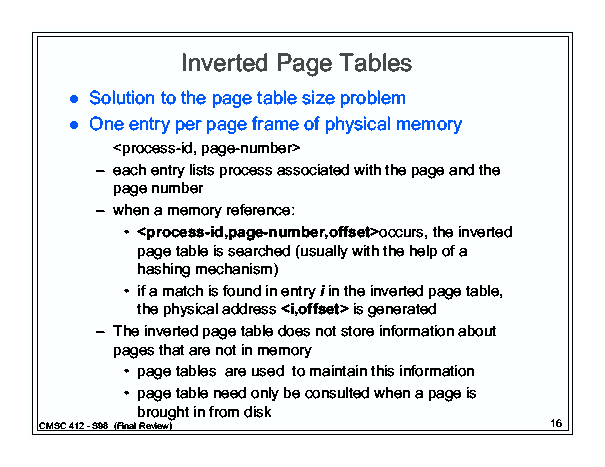 Inverted Page Tables
● Solution to the page table size problem
● One entry per page frame of physical memory
<process-id, page-number>
– each entry lists process associated with the page and the
page number
– when a memory reference:
• <process-id,page-number,offset>occurs, the inverted
page table is searched (usually with the help of a
hashing mechanism)
• if a match is found in entry i in the inverted page table,
the physical address <i,offset> is generated
– The inverted page table does not store information about
pages that are not in memory
• page tables are used to maintain this information
• page table need only be consulted when a page is
brought in from disk
CMSC 412 - S98 (Final Review)
16